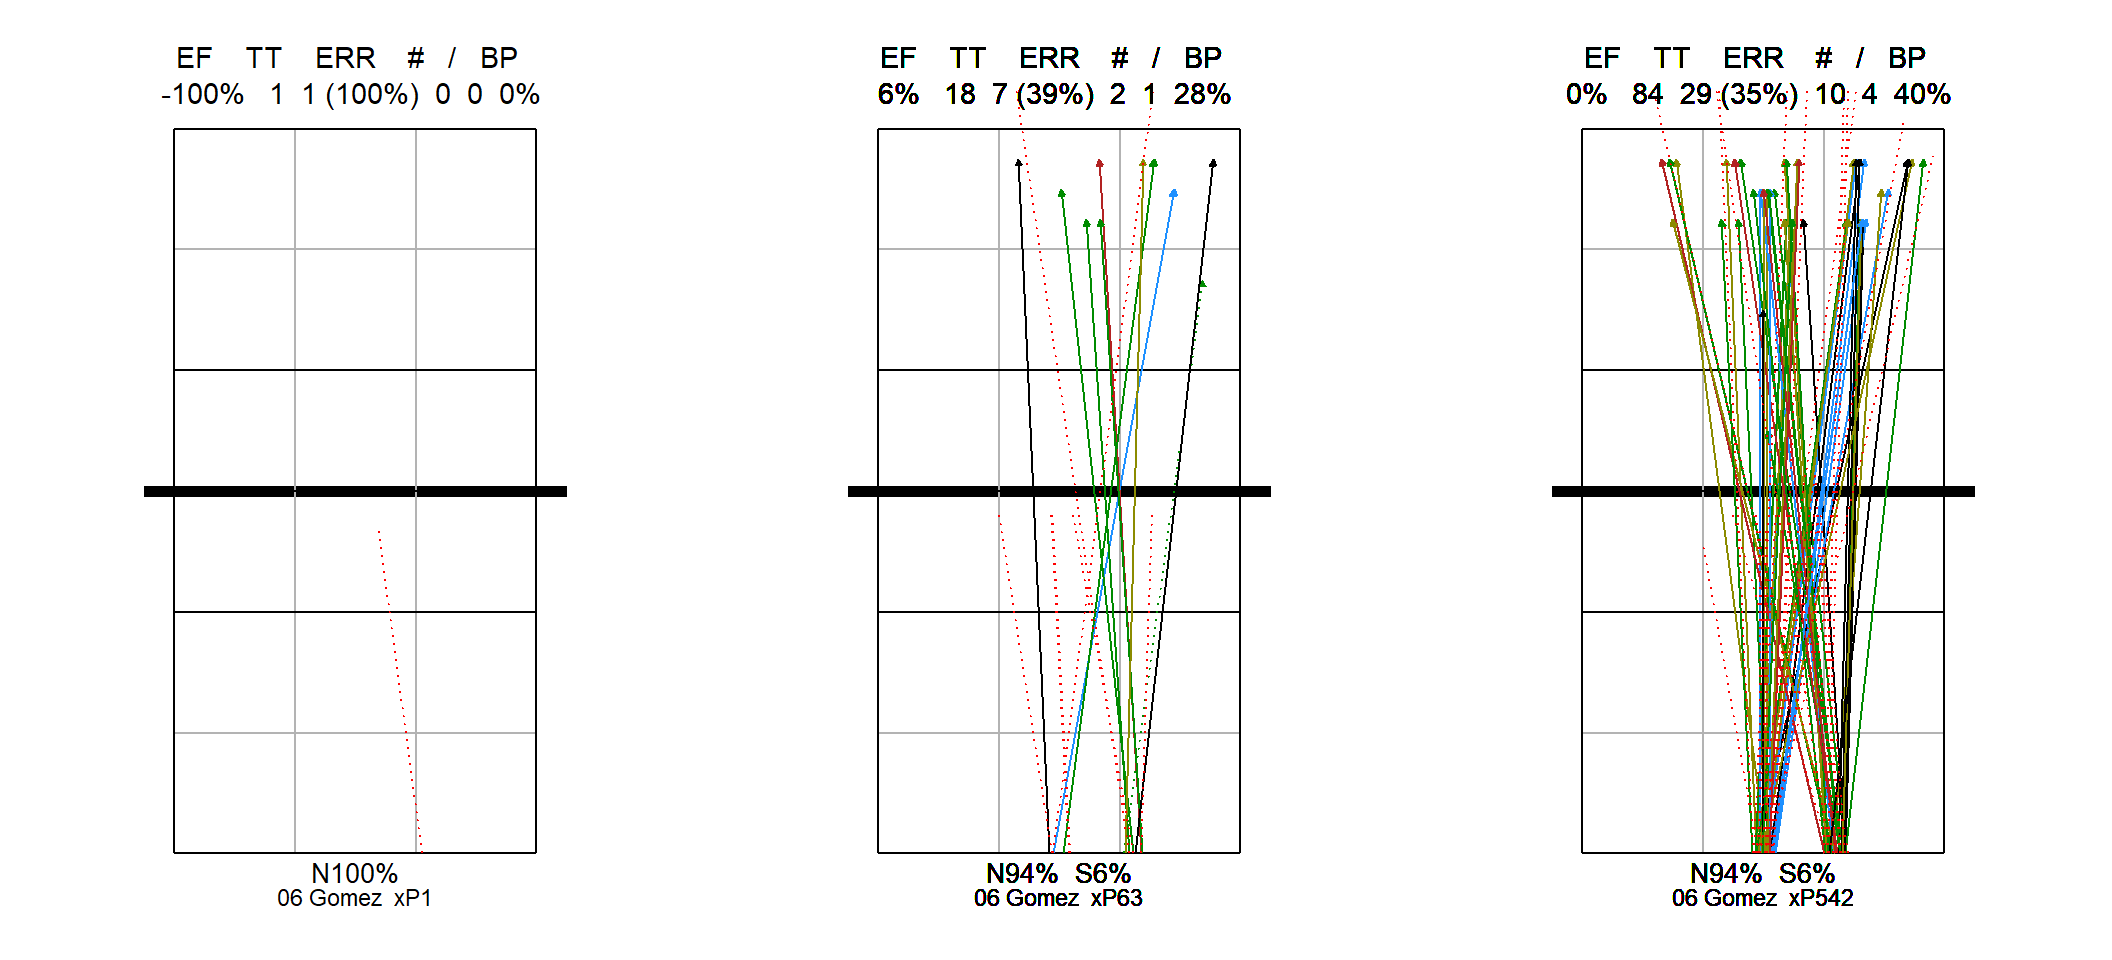 EF TT ERR # / BP
-100% 1 1 (100%) 0 0 0%
N100%
06 Gomez xP1
EF TT ERR # / BP
6% 18 7 (39%) 2 1 28%
N94% S6%
06 Gomez xP63
EF TT ERR # / BP
0% 84 29 (35%) 10 4 40%
N94% S6%
06 Gomez xP542